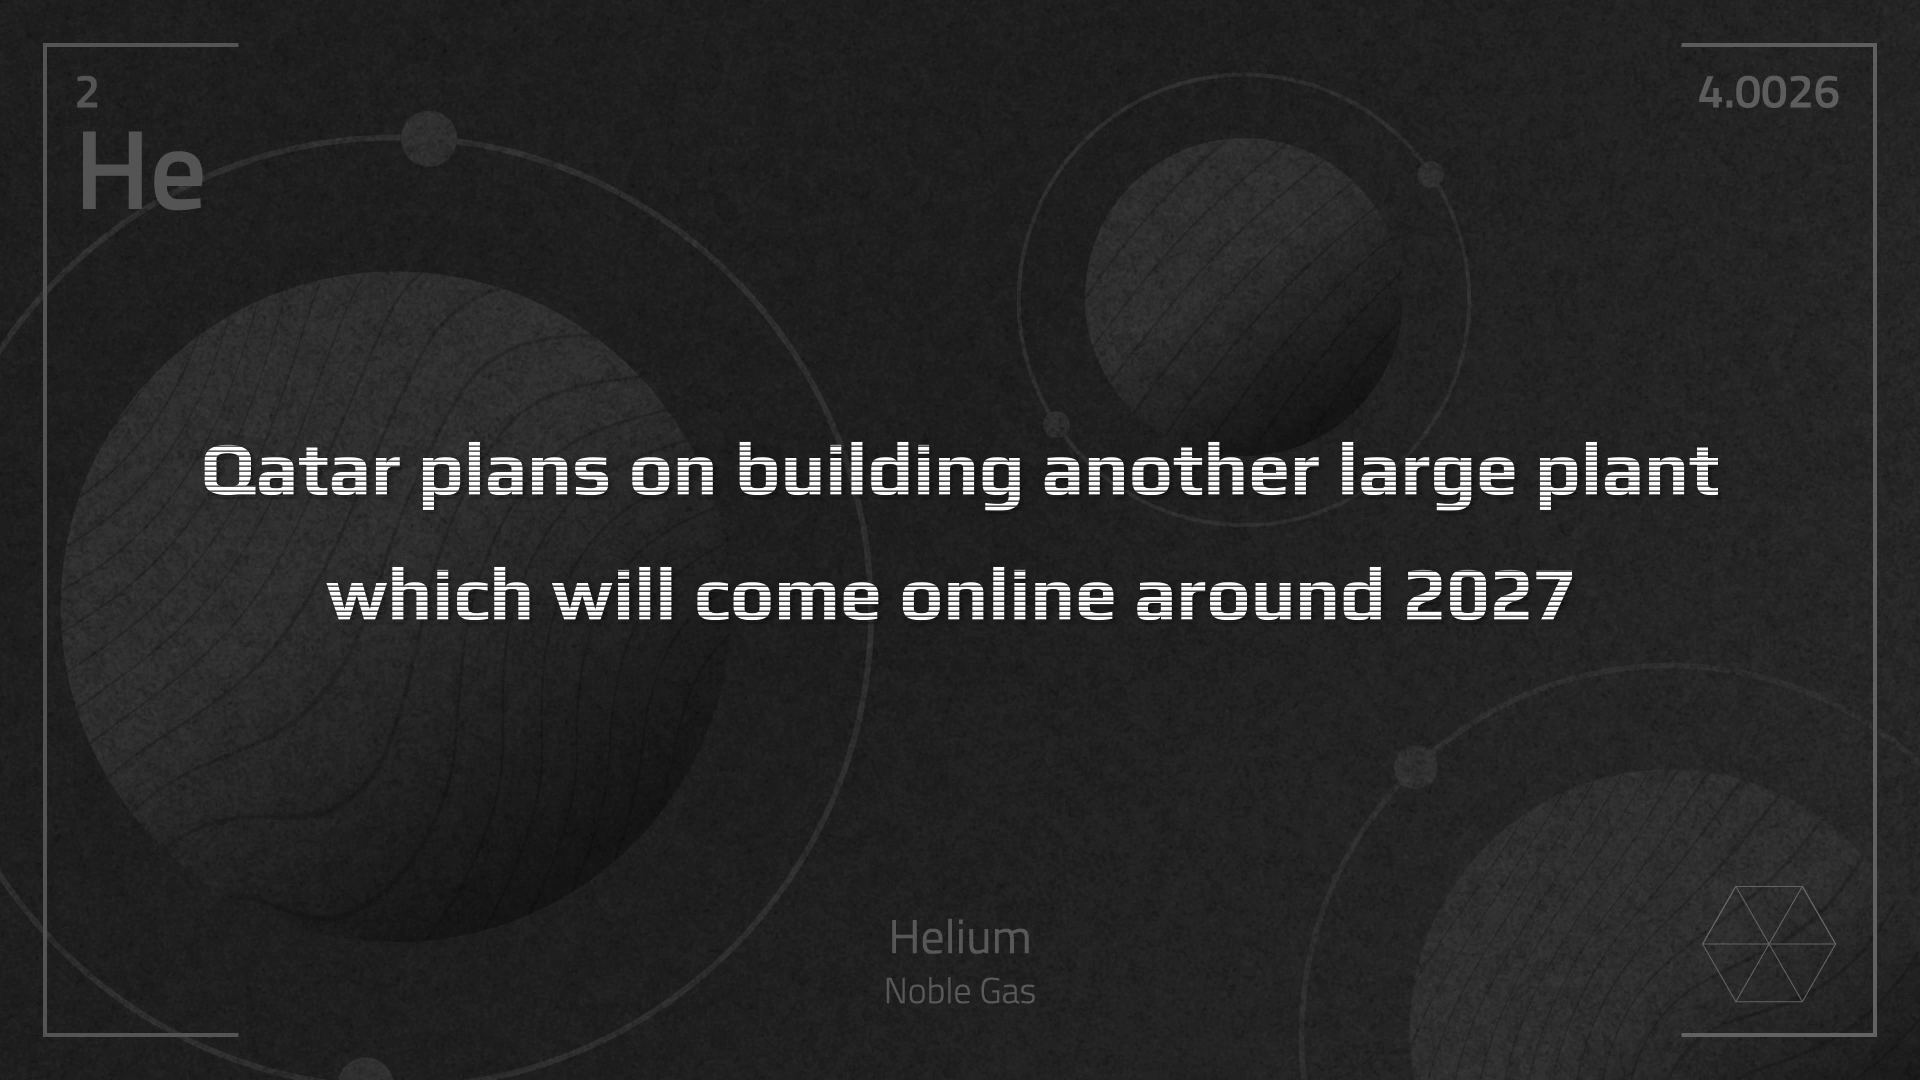 2
He
4.0026
Qatar plans on building another large plant
which will come online around 2027
Helium
Noble Gas